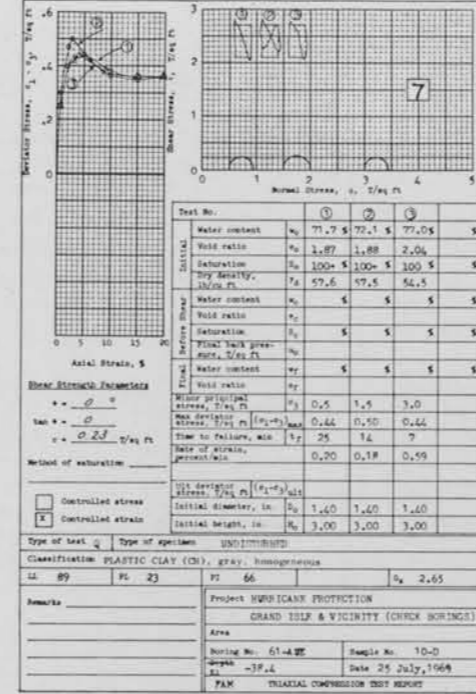 .6
.4
.2
0
Deviator Stress, σ1 - σ3, T/sq ft
① ② ③
0 5 10 15 20
Axial Strain, %
Shear Stress, τ, T/sq ft
① ② ③
7
0 1 2 3 4 5
Normal Stress, σ, T/sq ft
Shear Strength Parameters
φ = 0 °
tan φ = 0
c = 0.23 T/sq ft
Method of saturation
Controlled stress
X Controlled strain
Test No. ① ② ③
Initial
Water content w0 71.7 % 72.1 % 77.0 % %
Void ratio e0 1.87 1.88 2.04
Saturation S0 100+ % 100+ % 100 % %
Dry density, lb/cu ft γd 57.6 57.5 54.5
Before Shear
Water content wc % % % %
Void ratio ec
Saturation Sc % % % %
Final back pressure, T/sq ft u0
Final
Water content wf % % % %
Void ratio ef
Minor principal stress, T/sq ft σ3 0.5 1.5 3.0
Max deviator stress, T/sq ft (σ1-σ3)max 0.44 0.50 0.44
Time to failure, min tf 25 14 7
Rate of strain, percent/min 0.20 0.18 0.59
Ult deviator stress, T/sq ft (σ1-σ3)ult
Initial diameter, in. D0 1.40 1.40 1.40
Initial height, in. H0 3.00 3.00 3.00
Type of test Q Type of specimen UNDISTURBED
Classification PLASTIC CLAY (CH), gray, homogeneous
LL 89 PL 23 PI 66 Gs 2.65
Remarks
Project HURRICANE PROTECTION
GRAND ISLE & VICINITY (CHECK BORINGS)
Area
Boring No. 61-A Sample No. 10-D
Depth El -38.4 Date 25 July, 1969
PAM TRIAXIAL COMPRESSION TEST REPORT